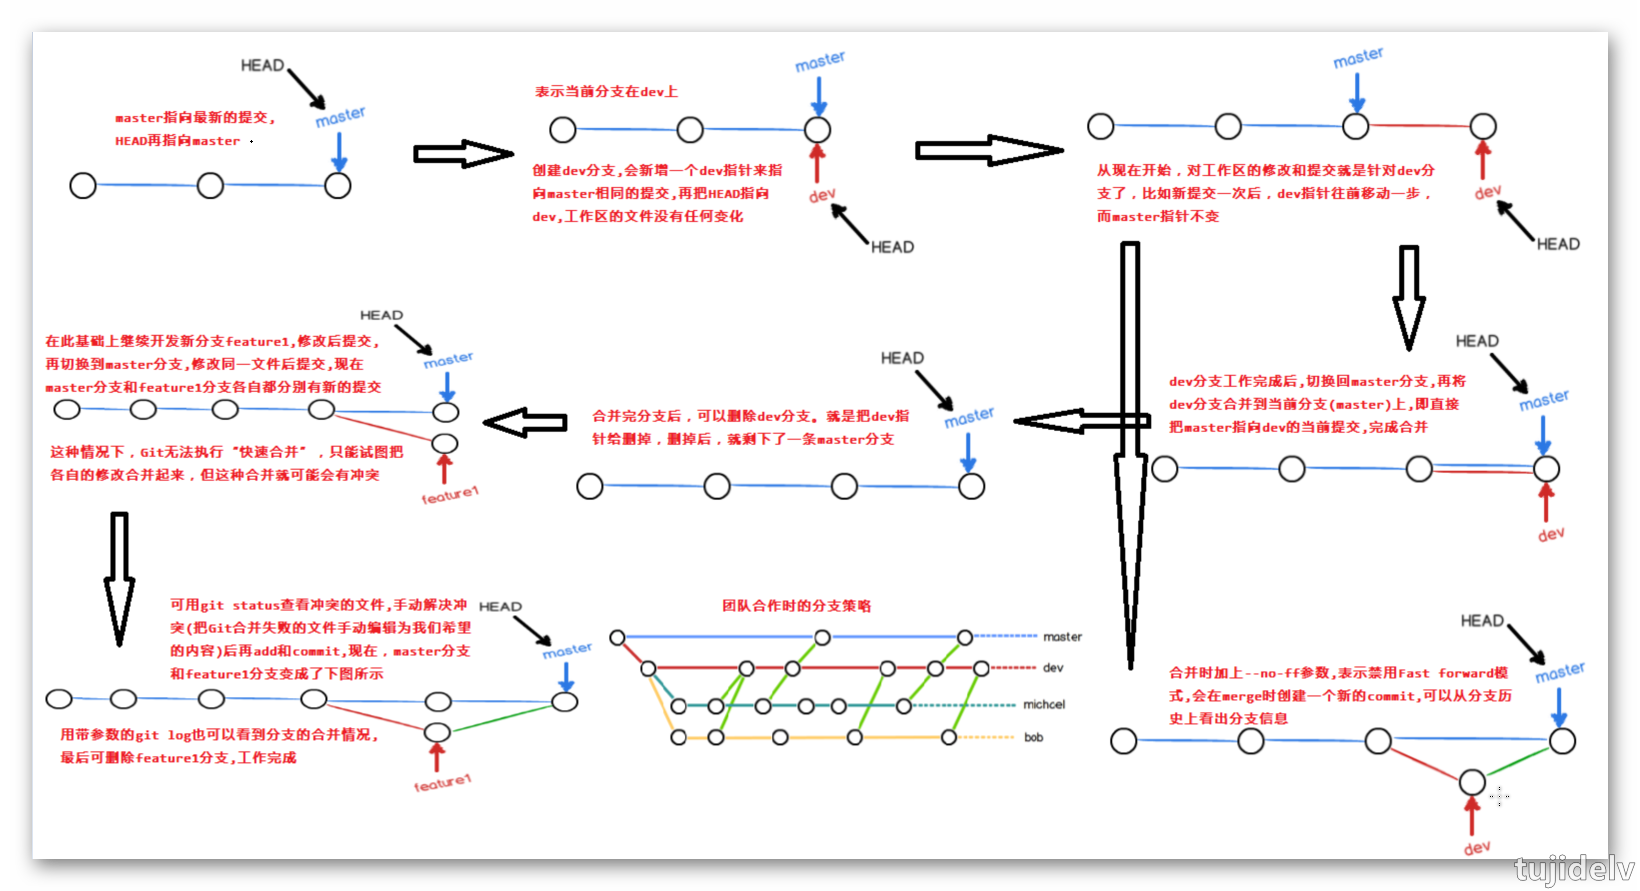 HEAD
master指向最新的提交,
HEAD再指向master
master
表示当前分支在dev上
master
创建dev分支,会新增一个dev指针来指
向master相同的提交,再把HEAD指向
dev,工作区的文件没有任何变化
dev
HEAD
master
从现在开始，对工作区的修改和提交就是针对dev分
支了，比如新提交一次后，dev指针往前移动一步，
而master指针不变
dev
HEAD
HEAD
dev分支工作完成后,切换回master分支,再将
dev分支合并到当前分支(master)上,即直接
把master指向dev的当前提交,完成合并
master
dev
HEAD
master
合并完分支后，可以删除dev分支。就是把dev指
针给删掉，删掉后，就剩下了一条master分支
HEAD
在此基础上继续开发新分支feature1,修改后提交,
再切换到master分支,修改同一文件后提交,现在
master分支和feature1分支各自都分别有新的提交
master
这种情况下，Git无法执行“快速合并”，只能试图把
各自的修改合并起来，但这种合并就可能会有冲突
feature1
可用git status查看冲突的文件,手动解决冲
突(把Git合并失败的文件手动编辑为我们希望
的内容)后再add和commit,现在，master分支
和feature1分支变成了下图所示
HEAD
master
用带参数的git log也可以看到分支的合并情况,
最后可删除feature1分支,工作完成
feature1
团队合作时的分支策略
master
dev
michael
bob
HEAD
合并时加上--no-ff参数,表示禁用Fast forward模
式,会在merge时创建一个新的commit,可以从分支历
史上看出分支信息
master
dev
tujidelv